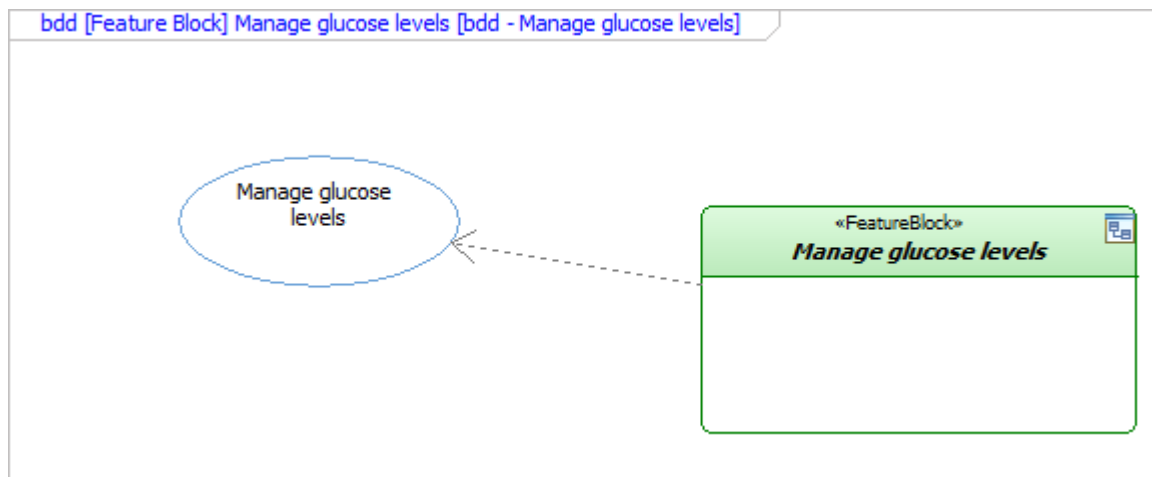 bdd [Feature Block] Manage glucose levels [bdd - Manage glucose levels]
Manage glucose
levels
«FeatureBlock»
Manage glucose levels